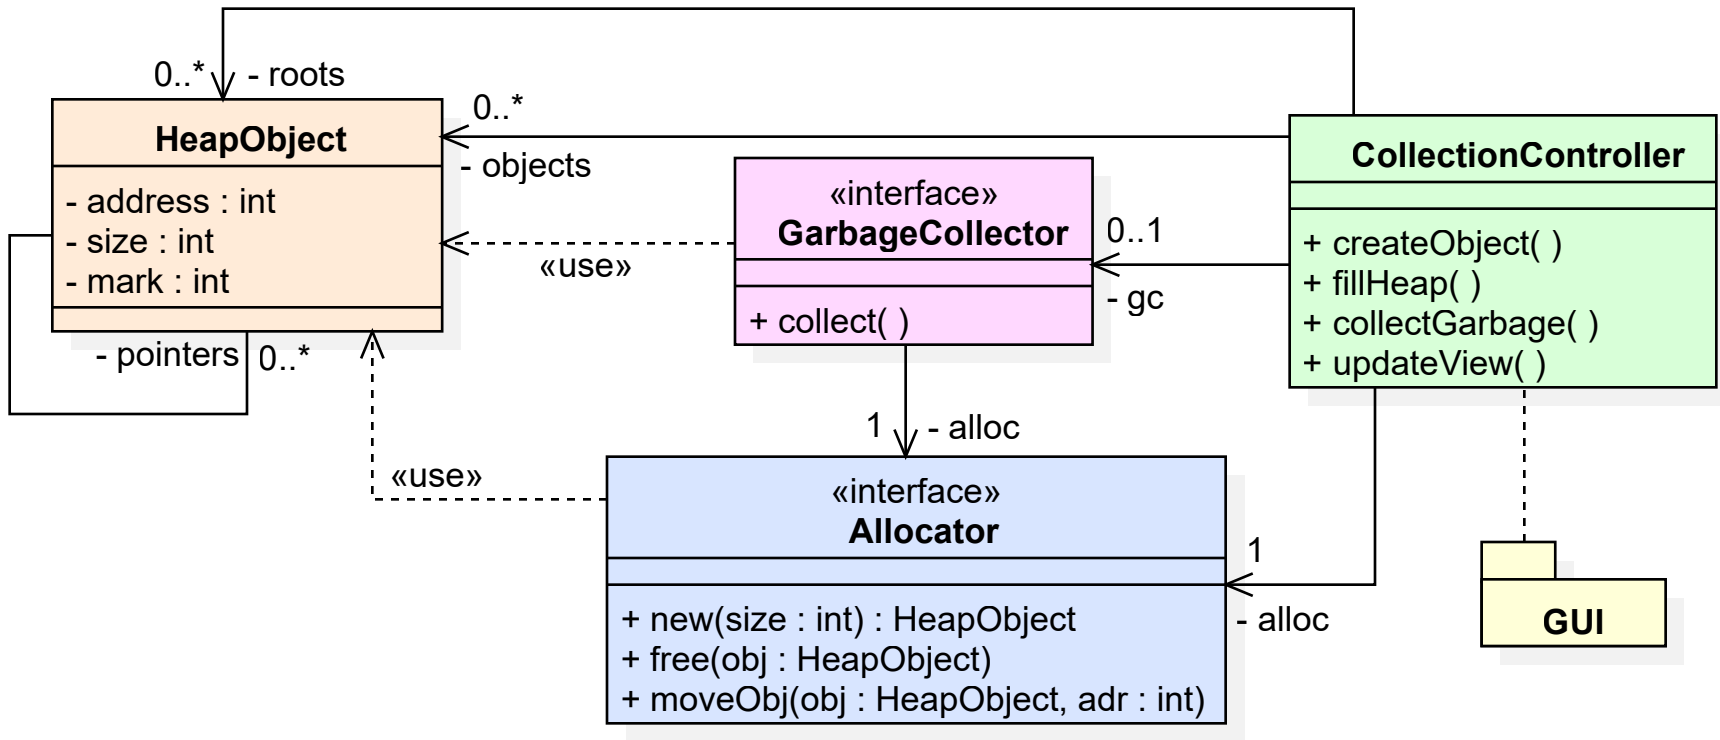 0..* - roots
HeapObject
- address : int
- size : int
- mark : int
- pointers 0..*
0..*
- objects
«use»
«interface»
GarbageCollector
+ collect( )
0..1
- gc
CollectionController
+ createObject( )
+ fillHeap( )
+ collectGarbage( )
+ updateView( )
1 - alloc
«use»
«interface»
Allocator
+ new(size : int) : HeapObject
+ free(obj : HeapObject)
+ moveObj(obj : HeapObject, adr : int)
1
- alloc
GUI